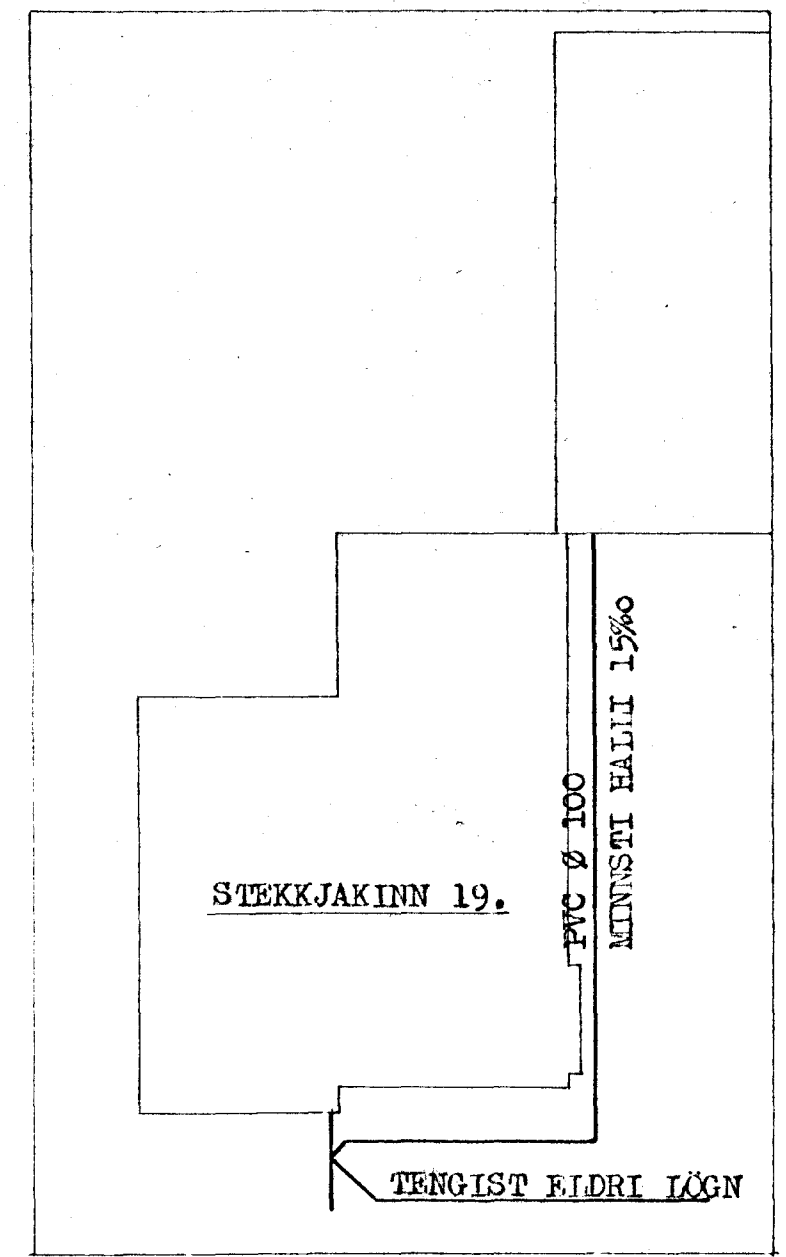 STEKKJAKINN 19.
PVC Ø 100
MINNSTI HALLI 15‰
TENGIST ELDRI LÖGN